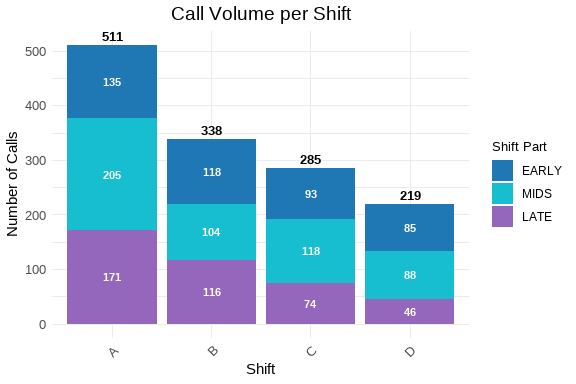 Call Volume per Shift
Number of Calls
500
400
300
200
100
0
511
135
205
171
338
118
104
116
285
93
118
74
219
85
88
46
A
B
C
D
Shift
Shift Part
EARLY
MIDS
LATE